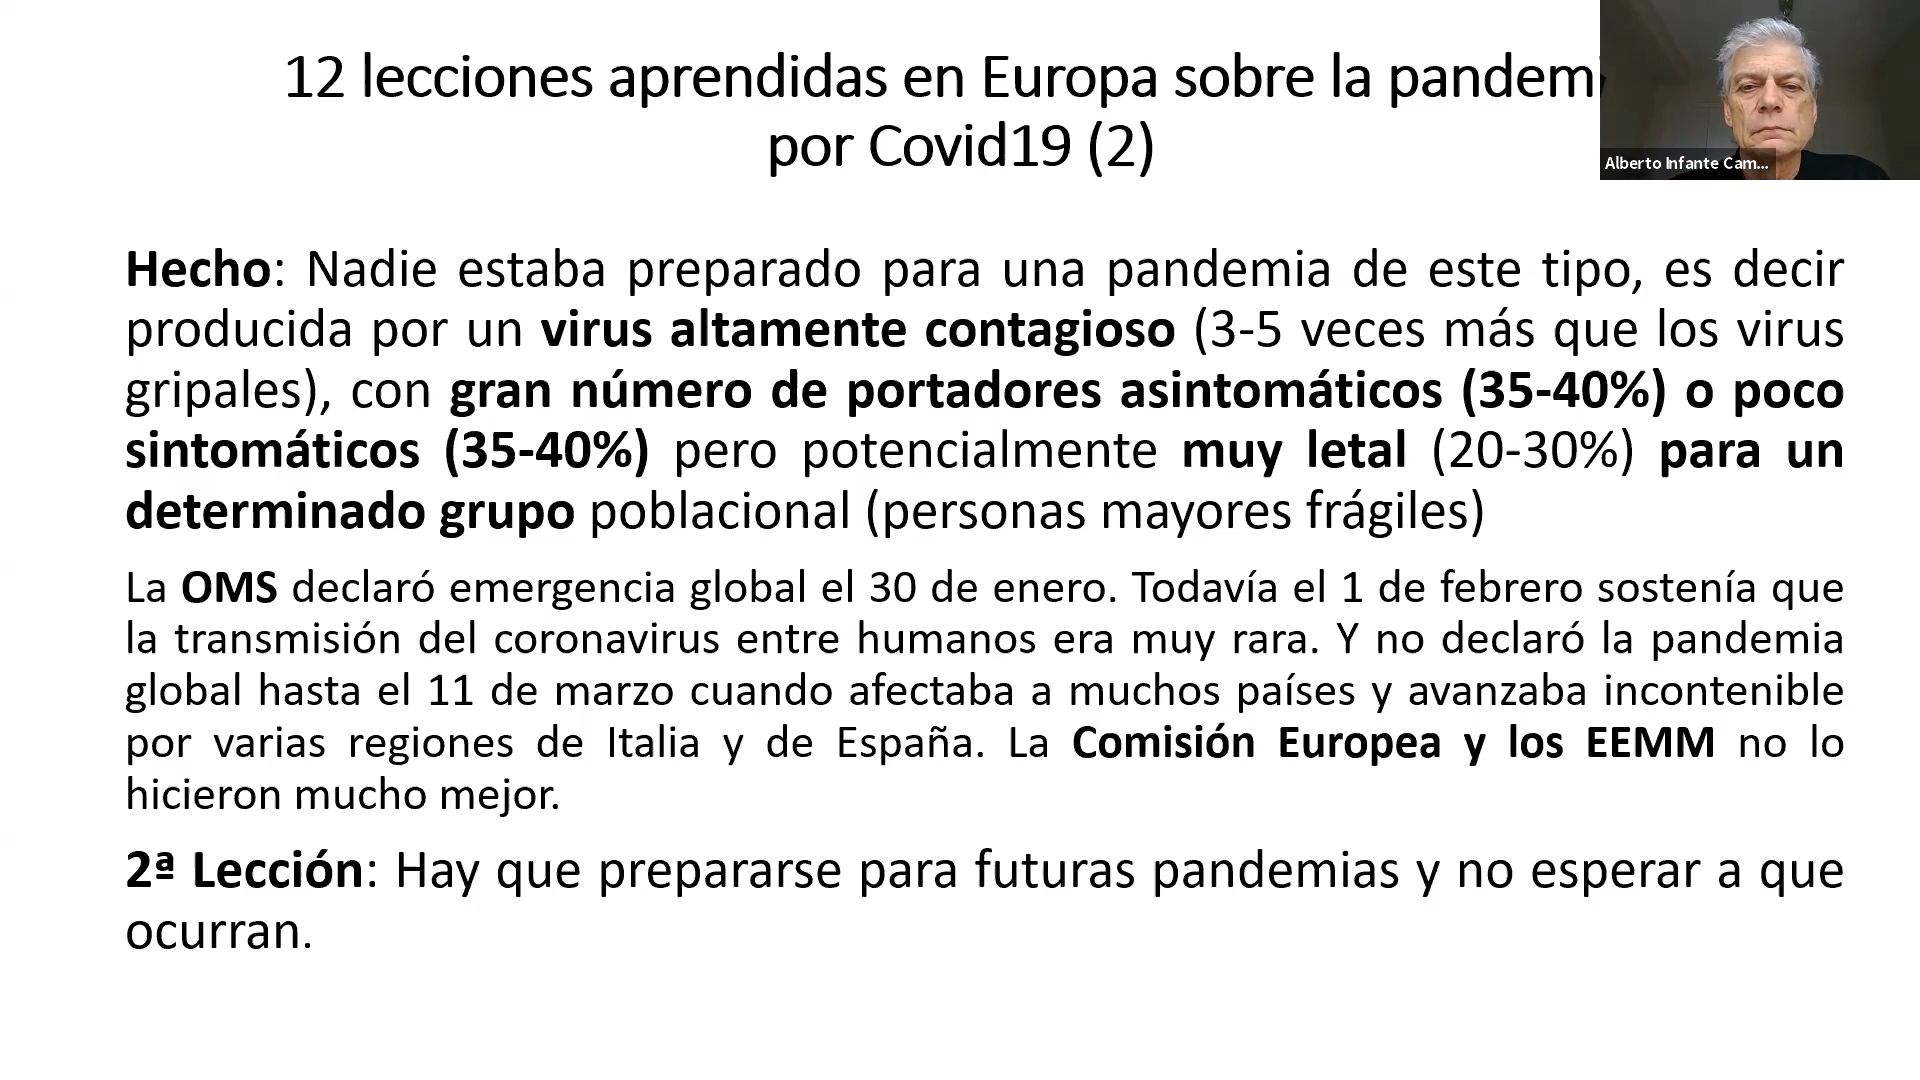 12 lecciones aprendidas en Europa sobre la pandemi
por Covid19 (2)
Alberto Infante Cam...
Hecho: Nadie estaba preparado para una pandemia de este tipo, es decir
producida por un virus altamente contagioso (3-5 veces más que los virus
gripales), con gran número de portadores asintomáticos (35-40%) o poco
sintomáticos (35-40%) pero potencialmente muy letal (20-30%) para un
determinado grupo poblacional (personas mayores frágiles)
La OMS declaró emergencia global el 30 de enero. Todavía el 1 de febrero sostenía que
la transmisión del coronavirus entre humanos era muy rara. Y no declaró la pandemia
global hasta el 11 de marzo cuando afectaba a muchos países y avanzaba incontenible
por varias regiones de Italia y de España. La Comisión Europea y los EEMM no lo
hicieron mucho mejor.
2ª Lección: Hay que prepararse para futuras pandemias y no esperar a que
ocurran.